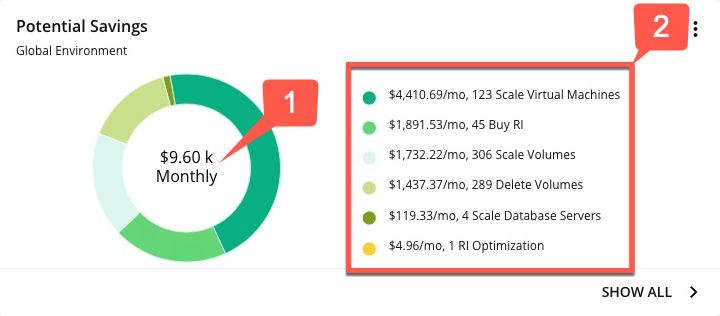 Potential Savings
Global Environment
2
1
$9.60 k
Monthly
$4,410.69/mo, 123 Scale Virtual Machines
$1,891.53/mo, 45 Buy RI
$1,732.22/mo, 306 Scale Volumes
$1,437.37/mo, 289 Delete Volumes
$119.33/mo, 4 Scale Database Servers
$4.96/mo, 1 RI Optimization
SHOW ALL